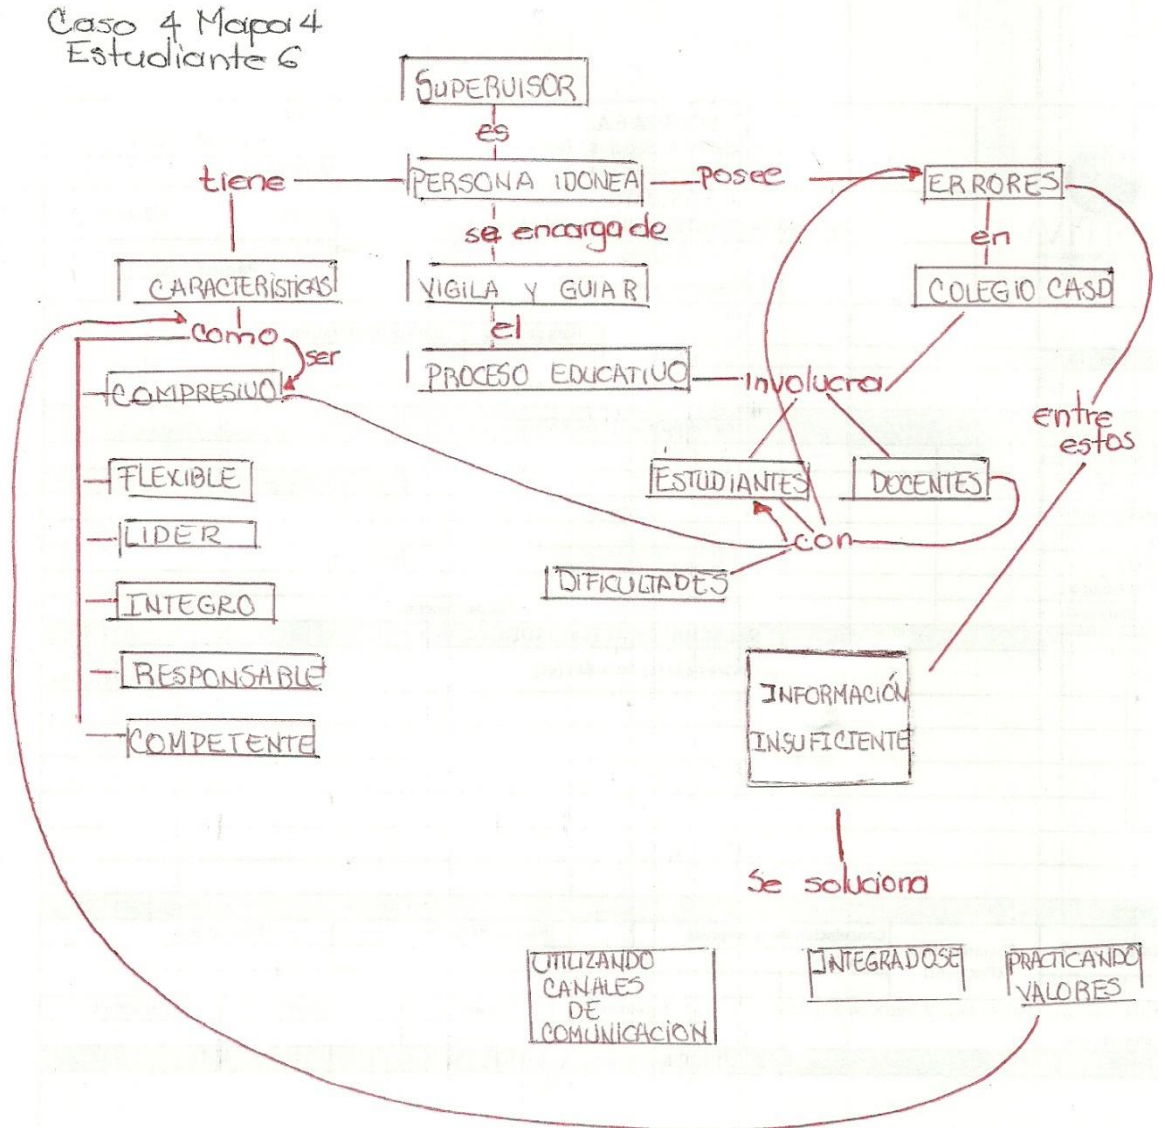 Caso 4 Mapa 4
Estudiante 6
SUPERVISOR
es
tiene
PERSONA IDONEA
posee
ERRORES
se encarga de
en
CARACTERÍSTICAS
VIGILA Y GUIAR
COLEGIO CASD
como
el
ser
COMPRESIVO
PROCESO EDUCATIVO
involucra
entre
estos
FLEXIBLE
ESTUDIANTES
DOCENTES
LIDER
con
DIFICULTADES
INTEGRO
RESPONSABLE
INFORMACIÓN
INSUFICIENTE
COMPETENTE
Se soluciona
UTILIZANDO
CANALES
DE
COMUNICACION
INTEGRADOSE
PRACTICANDO
VALORES